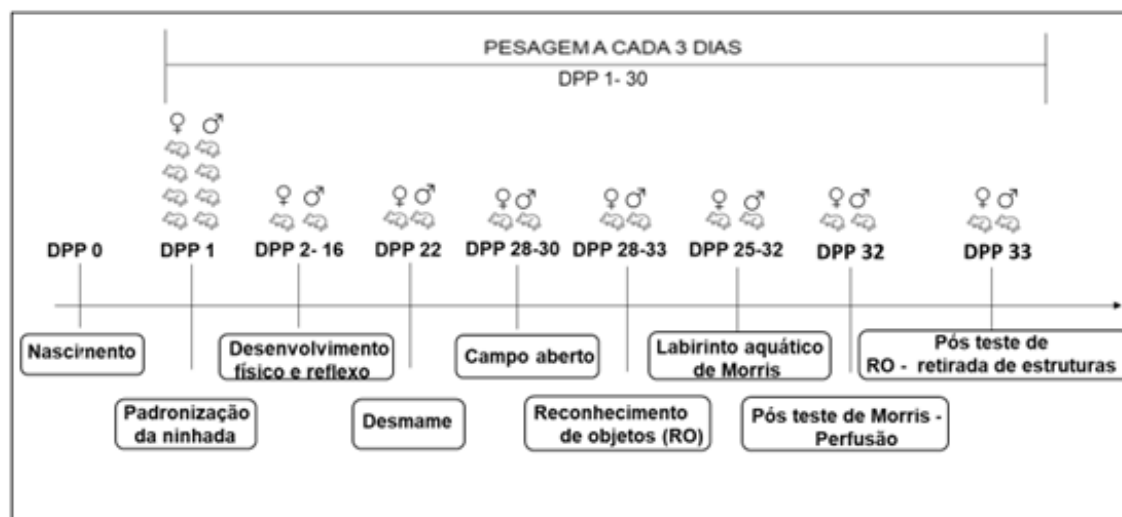 PESAGEM A CADA 3 DIAS
DPP 1- 30
♀ ♂
♀ ♂
♀ ♂
♀ ♂
♀ ♂
♀ ♂
♀ ♂
♀ ♂
DPP 0
DPP 1
DPP 2- 16
DPP 22
DPP 28-30
DPP 28-33
DPP 25-32
DPP 32
DPP 33
Nascimento
Padronização
da ninhada
Desenvolvimento
físico e reflexo
Desmame
Campo aberto
Reconhecimento
de objetos (RO)
Labirinto aquático
de Morris
Pós teste de Morris -
Perfusão
Pós teste de
RO - retirada de estruturas